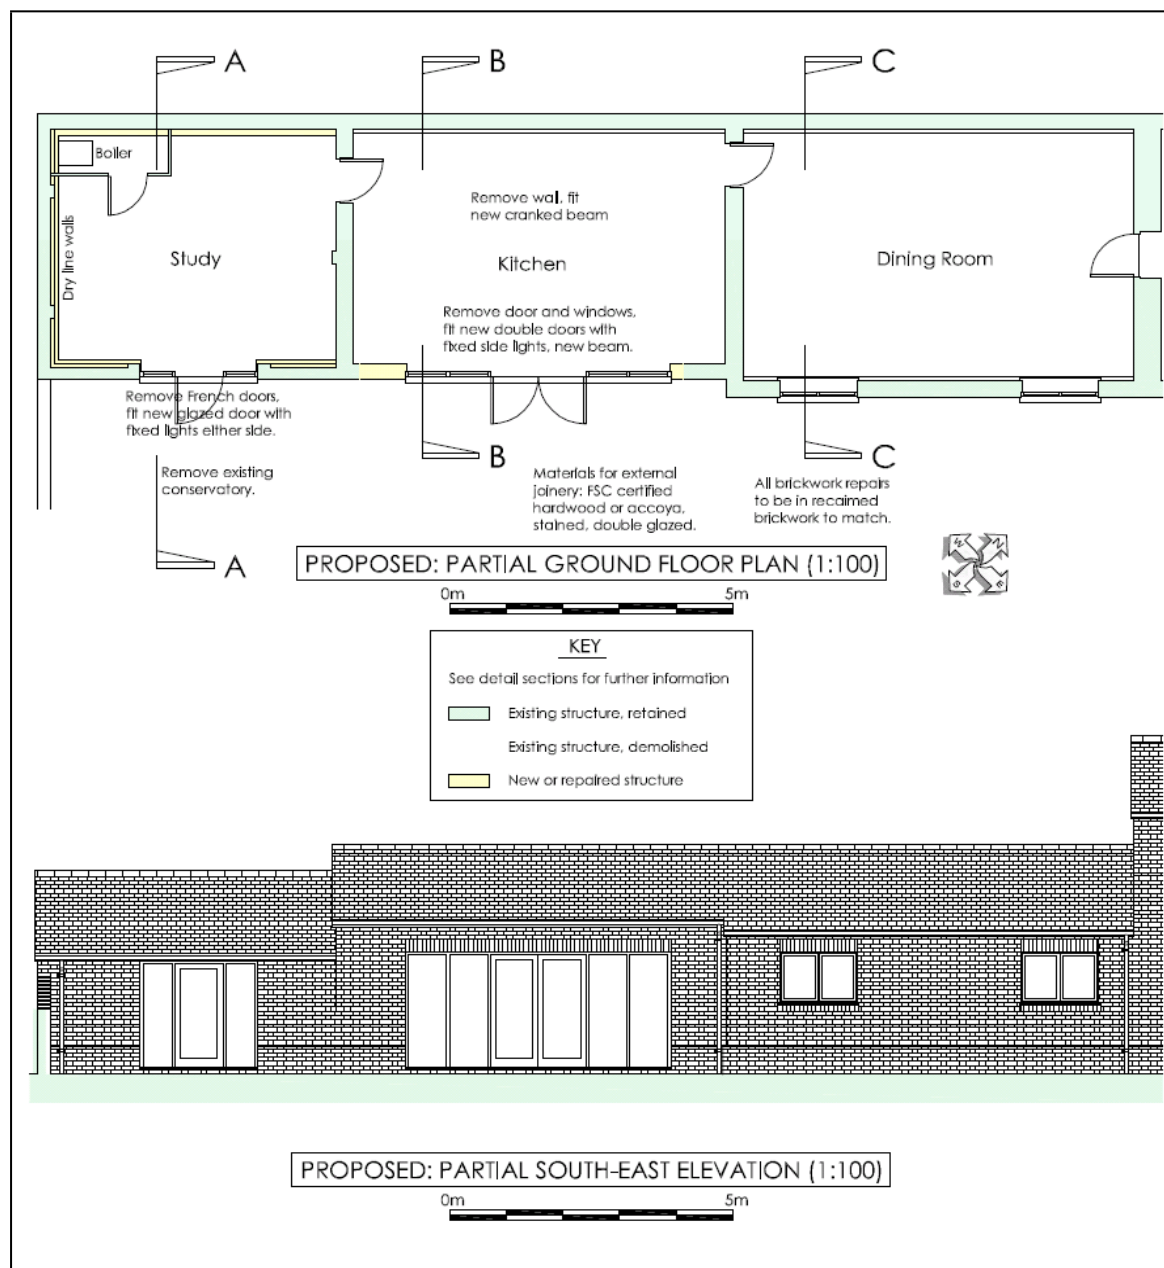 A
B
C
Boiler
Dry line walls
Study
Remove wall, fit
new cranked beam
Kitchen
Remove door and windows,
fit new double doors with
fixed side lights, new beam.
Dining Room
Remove French doors,
fit new glazed door with
fixed lights either side.
Remove existing
conservatory.
A
B
Materials for external
joinery: FSC certified
hardwood or accoya,
stained, double glazed.
C
All brickwork repairs
to be in recaimed
brickwork to match.
W
N
S
E
PROPOSED: PARTIAL GROUND FLOOR PLAN (1:100)
0m
5m
KEY
See detail sections for further information
Existing structure, retained
Existing structure, demolished
New or repaired structure
PROPOSED: PARTIAL SOUTH-EAST ELEVATION (1:100)
0m
5m